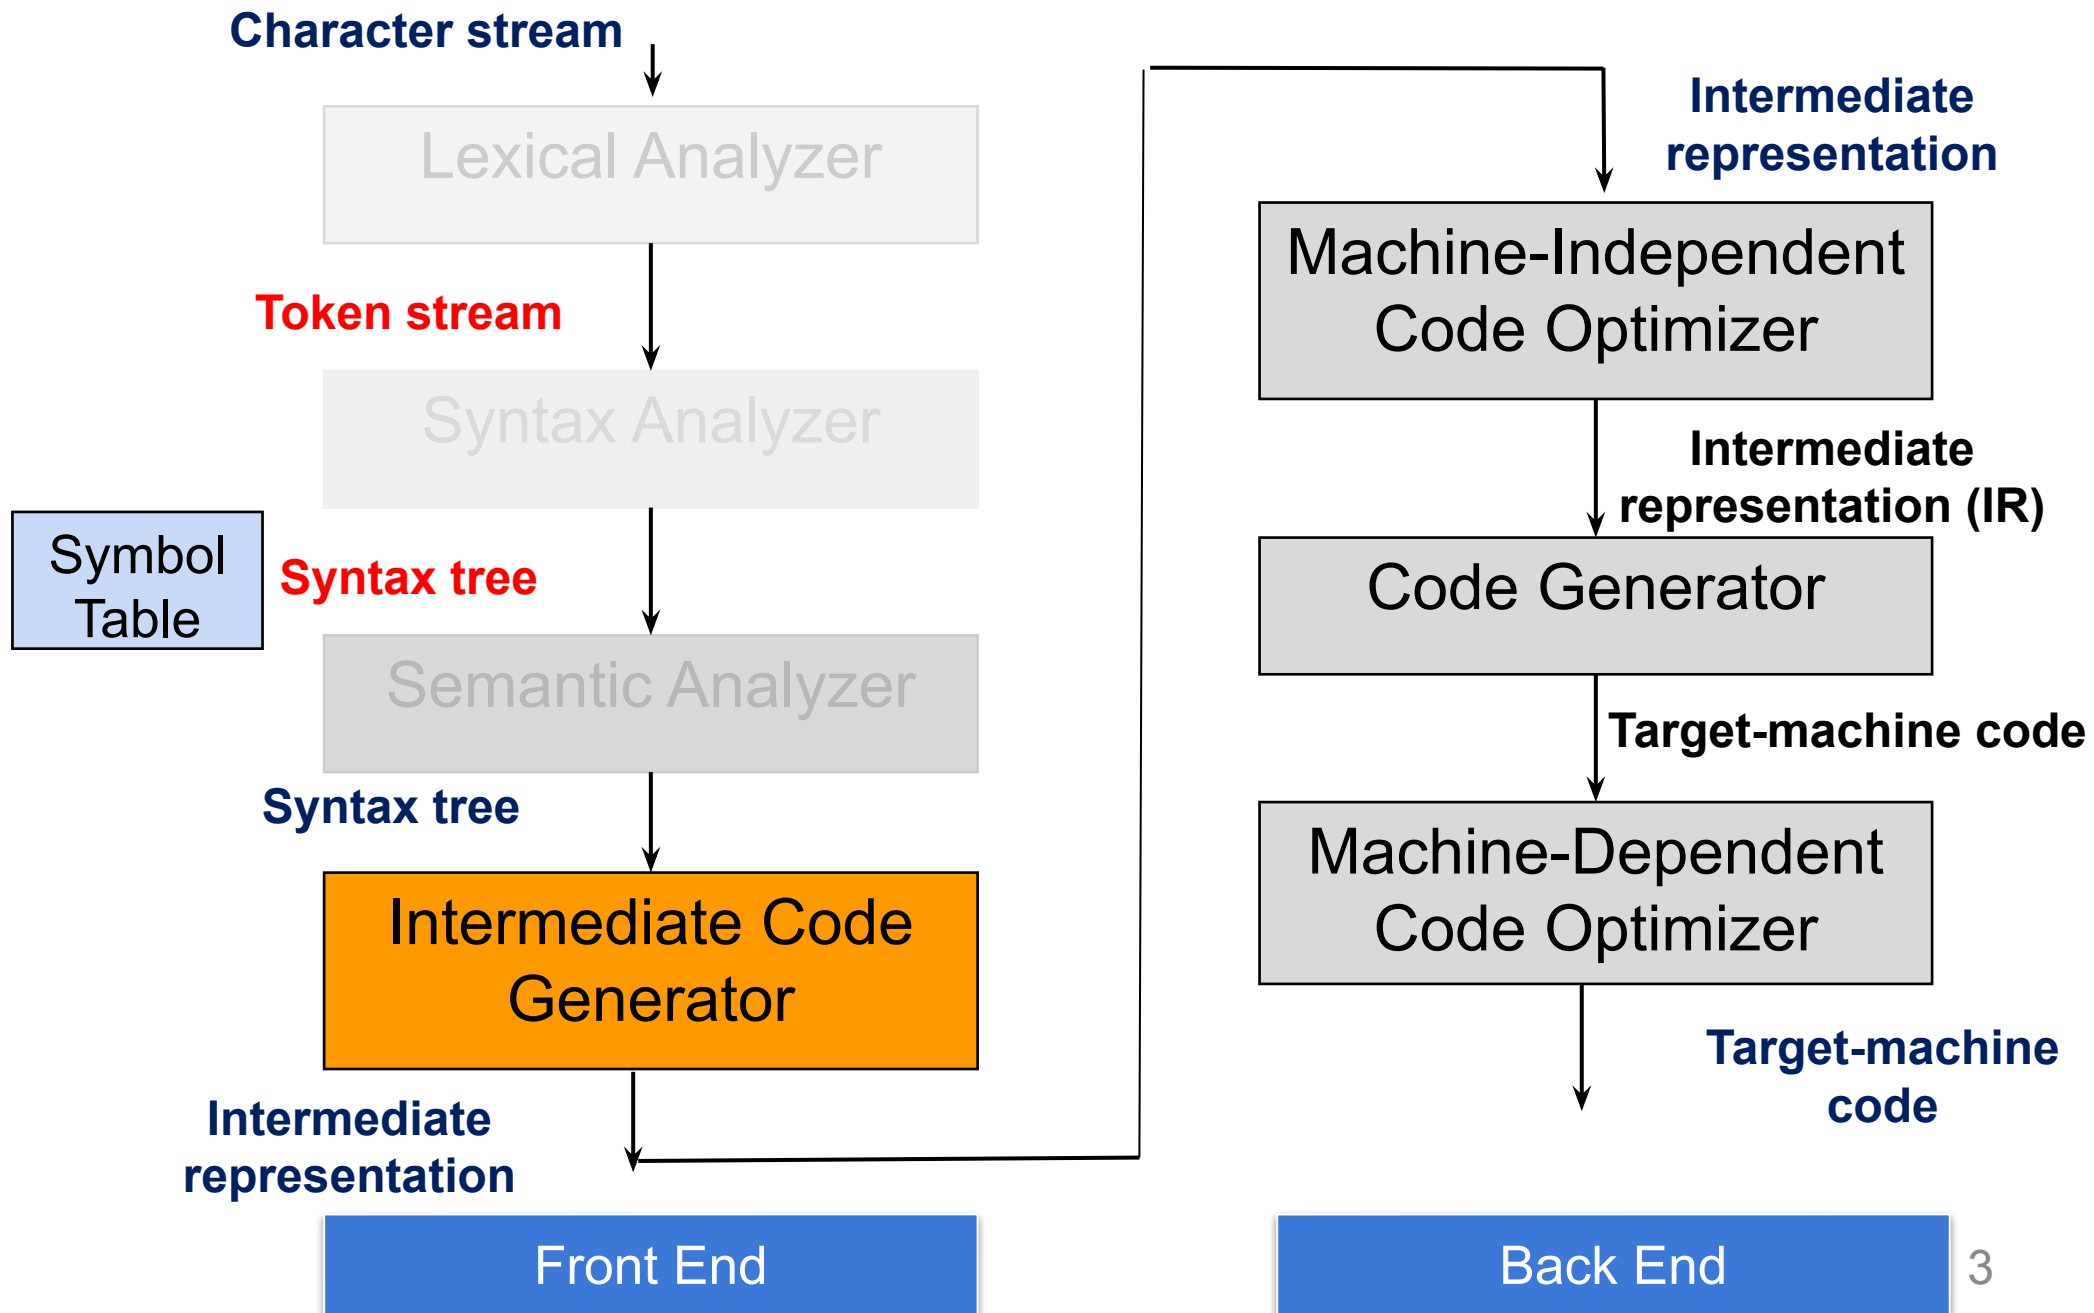 Character stream
Lexical Analyzer
Token stream
Syntax Analyzer
Symbol
Table
Syntax tree
Semantic Analyzer
Syntax tree
Intermediate Code
Generator
Intermediate
representation
Front End
Intermediate
representation
Machine-Independent
Code Optimizer
Intermediate
representation (IR)
Code Generator
Target-machine code
Machine-Dependent
Code Optimizer
Target-machine
code
Back End
3